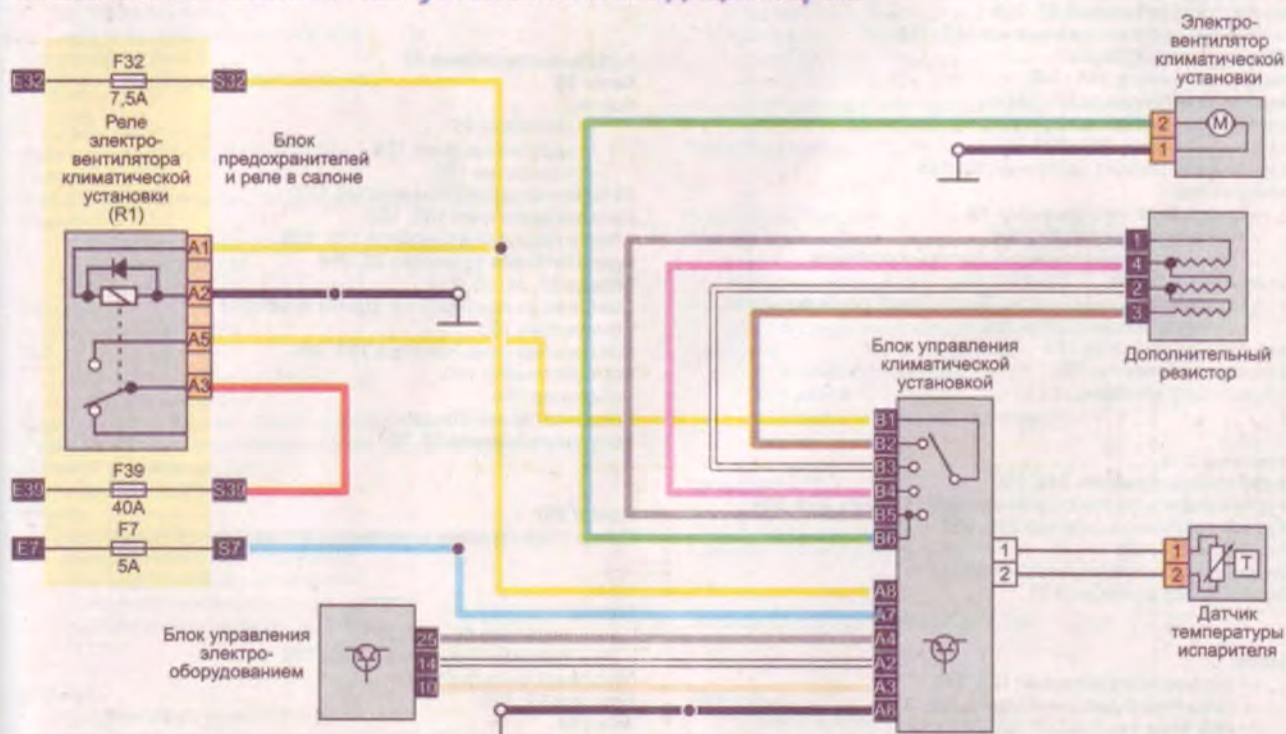 F32
E32
S32
7,5А
Реле
электро-
вентилятора
климатической
установки
(R1)
Блок
предохранителей
и реле в салоне
A1
A2
A5
A3
F39
E39
S39
40А
F7
E7
S7
5А
Блок управления
электро-
оборудованием
25
14
10
Электро-
вентилятор
климатической
установки
2
1
M
1
4
2
3
Дополнительный
резистор
Блок управления
климатической
установкой
B1
B2
B3
B4
B5
B6
1
2
A8
A7
A4
A2
A3
A6
1
2
T
Датчик
температуры
испарителя